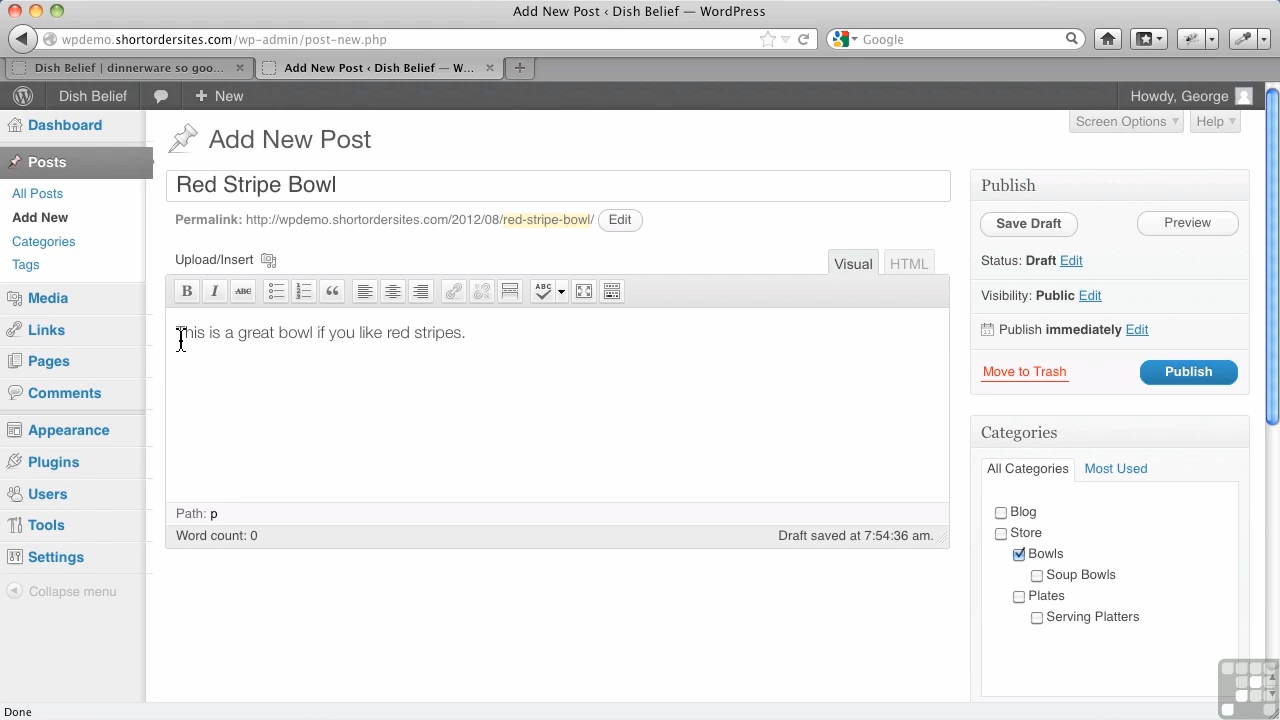 Add New Post ‹ Dish Belief — WordPress
wpdemo.shortordersites.com/wp-admin/post-new.php
Google
Dish Belief | dinnerware so goo...
Add New Post ‹ Dish Belief — W...
Dish Belief
New
Howdy, George
Dashboard
Posts
All Posts
Add New
Categories
Tags
Media
Links
Pages
Comments
Appearance
Plugins
Users
Tools
Settings
Collapse menu
Screen Options
Help
Add New Post
Red Stripe Bowl
Permalink: http://wpdemo.shortordersites.com/2012/08/red-stripe-bowl/ Edit
Upload/Insert
Visual
HTML
B I ABC
ABC
This is a great bowl if you like red stripes.
Path: p
Word count: 0
Draft saved at 7:54:36 am.
Publish
Save Draft
Preview
Status: Draft Edit
Visibility: Public Edit
Publish immediately Edit
Move to Trash
Publish
Categories
All Categories
Most Used
Blog
Store
Bowls
Soup Bowls
Plates
Serving Platters
Done